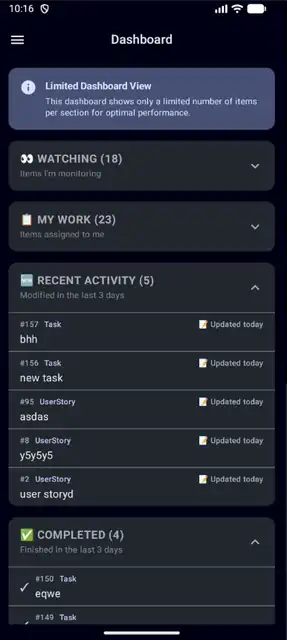 10:16
Dashboard
Limited Dashboard View
This dashboard shows only a limited number of items
per section for optimal performance.
👀 WATCHING (18)
Items I'm monitoring
📋 MY WORK (23)
Items assigned to me
🆕 RECENT ACTIVITY (5)
Modified in the last 3 days
#157 Task 📝 Updated today
bhh
#156 Task 📝 Updated today
new task
#95 UserStory 📝 Updated today
asdas
#8 UserStory 📝 Updated today
y5y5y5
#2 UserStory 📝 Updated today
user storyd
✅ COMPLETED (4)
Finished in the last 3 days
✓ #150 Task
eqwe
#149 Task